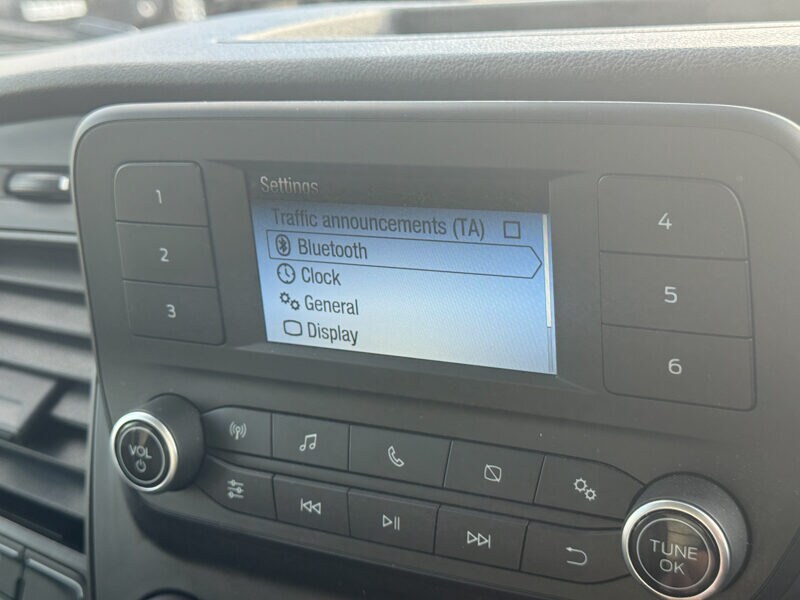 Settings
Traffic announcements (TA)
Bluetooth
Clock
General
Display
1
2
3
4
5
6
VOL
TUNE
OK